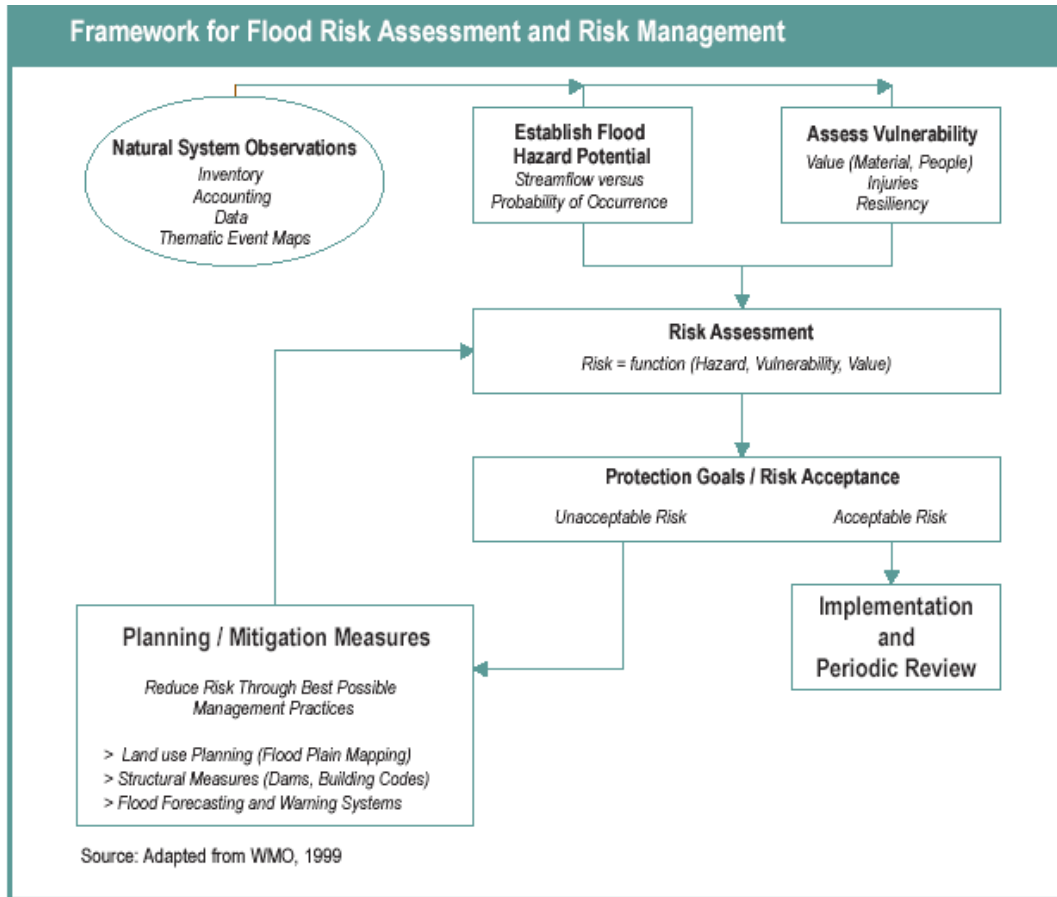 Framework for Flood Risk Assessment and Risk Management
Natural System Observations
Inventory
Accounting
Data
Thematic Event Maps
Establish Flood
Hazard Potential
Streamflow versus
Probability of Occurrence
Assess Vulnerability
Value (Material, People)
Injuries
Resiliency
Risk Assessment
Risk = function (Hazard, Vulnerability, Value)
Protection Goals / Risk Acceptance
Unacceptable Risk
Acceptable Risk
Implementation
and
Periodic Review
Planning / Mitigation Measures
Reduce Risk Through Best Possible
Management Practices
> Land use Planning (Flood Plain Mapping)
> Structural Measures (Dams, Building Codes)
> Flood Forecasting and Warning Systems
Source: Adapted from WMO, 1999